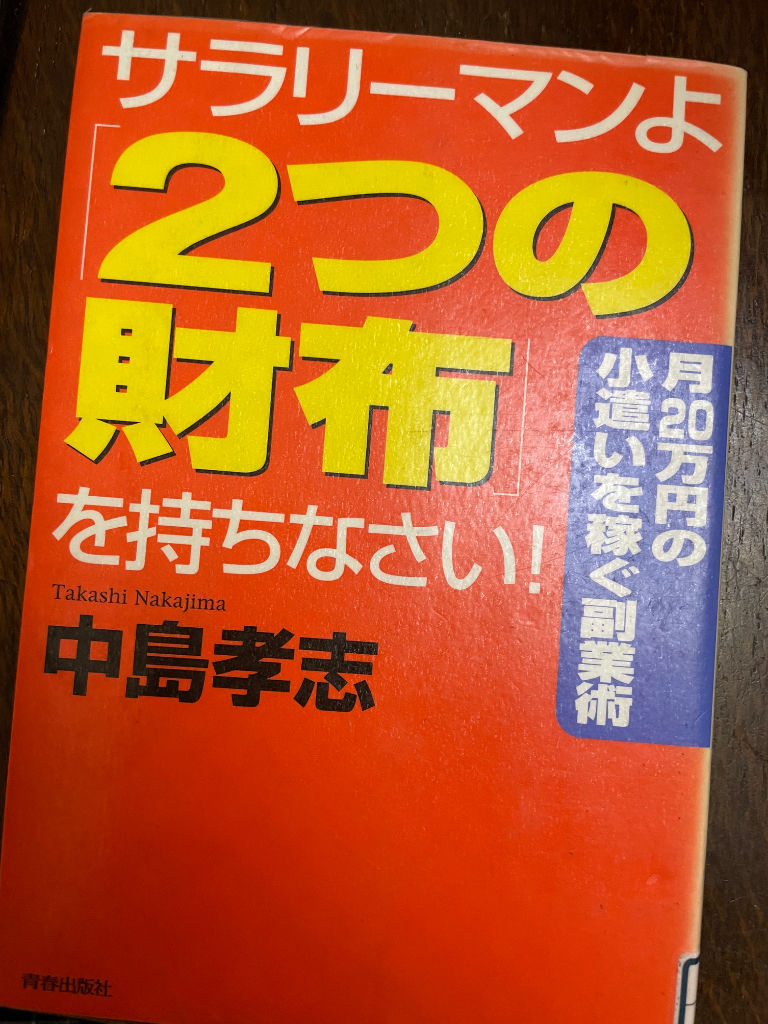 サラリーマンよ
「2つの
財布」
を持ちなさい!
月20万円の
小遣いを稼ぐ副業術
Takashi Nakajima
中島孝志
青春出版社